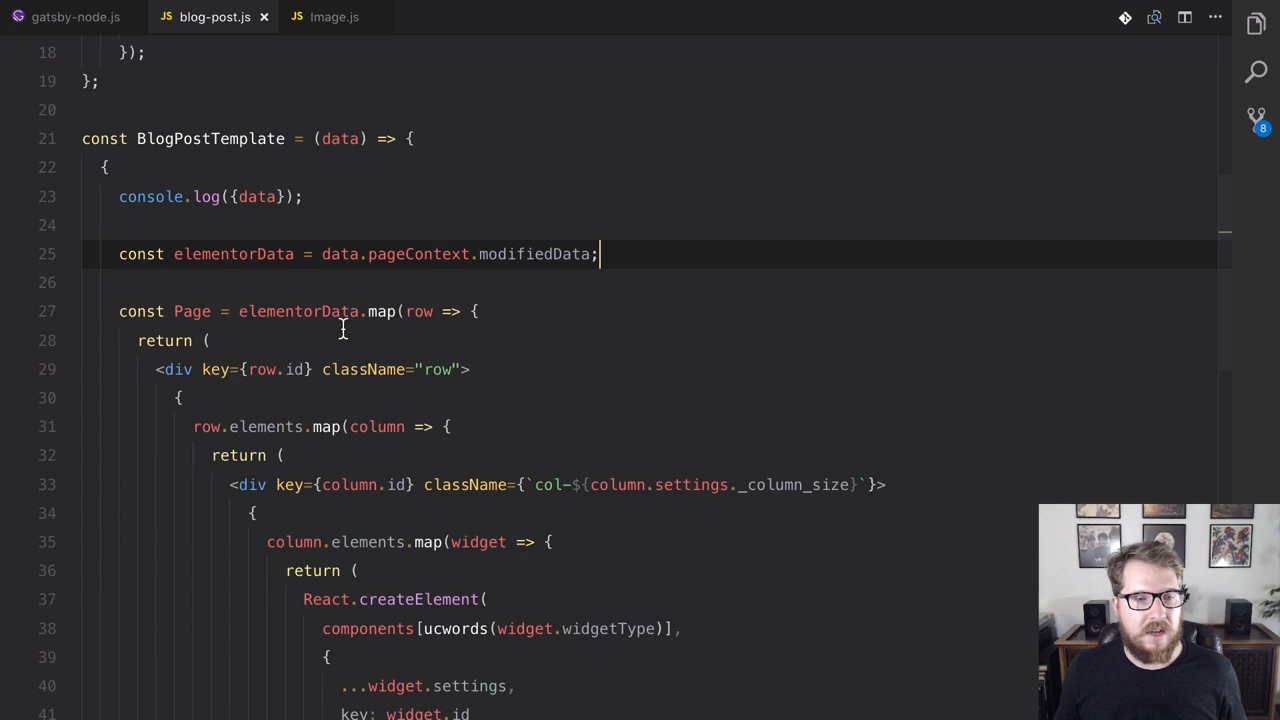 gatsby-node.js JS blog-post.js × JS Image.js ...
18 });
19 };
20
21 const BlogPostTemplate = (data) => {
22 {
23 console.log({data});
24
25 const elementorData = data.pageContext.modifiedData;
26
27 const Page = elementorData.map(row => {
28 return (
29 <div key={row.id} className="row">
30 {
31 row.elements.map(column => {
32 return (
33 <div key={column.id} className={`col-${column.settings._column_size}`}>
34 {
35 column.elements.map(widget => {
36 return (
37 React.createElement(
38 components[ucwords(widget.widgetType)],
39 {
40 ...widget.settings,
41 key: widget.id
8